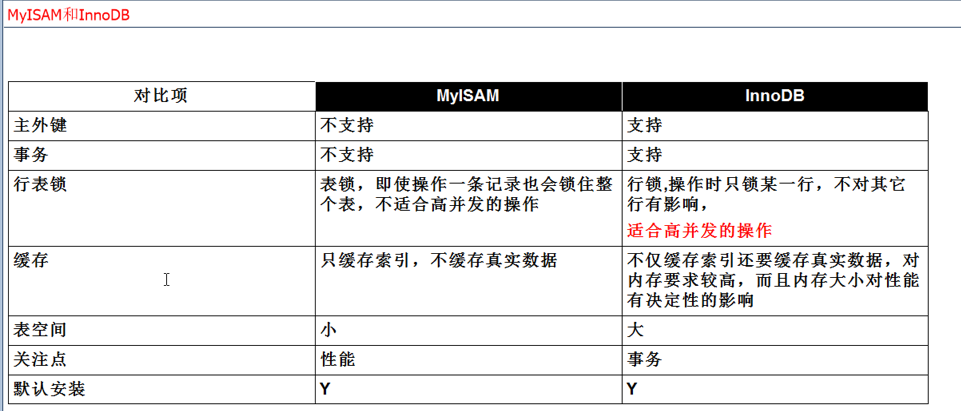 MyISAM和InnoDB
对比项 MyISAM InnoDB
主外键 不支持 支持
事务 不支持 支持
行表锁 表锁，即使操作一条记录也会锁住整 行锁,操作时只锁某一行，不对其它
个表，不适合高并发的操作 行有影响，
适合高并发的操作
缓存 只缓存索引，不缓存真实数据 不仅缓存索引还要缓存真实数据，对
内存要求较高，而且内存大小对性能
有决定性的影响
表空间 小 大
关注点 性能 事务
默认安装 Y Y